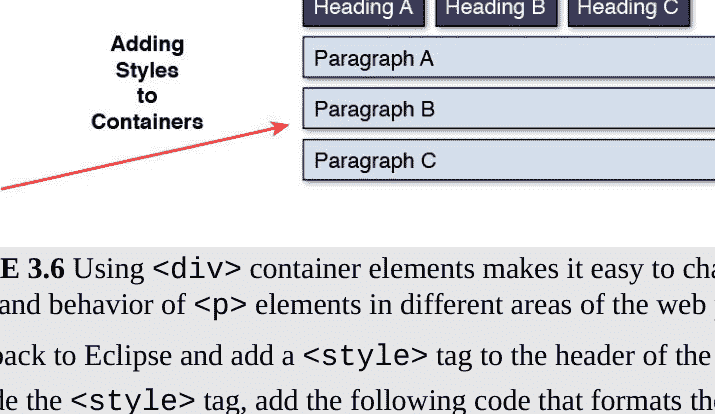 Heading A Heading B Heading C
Adding
Styles
to
Containers
Paragraph A
Paragraph B
Paragraph C
E 3.6 Using <div> container elements makes it easy to cha
and behavior of <p> elements in different areas of the web
back to Eclipse and add a <style> tag to the header of the
de the <style> tag, add the following code that formats the